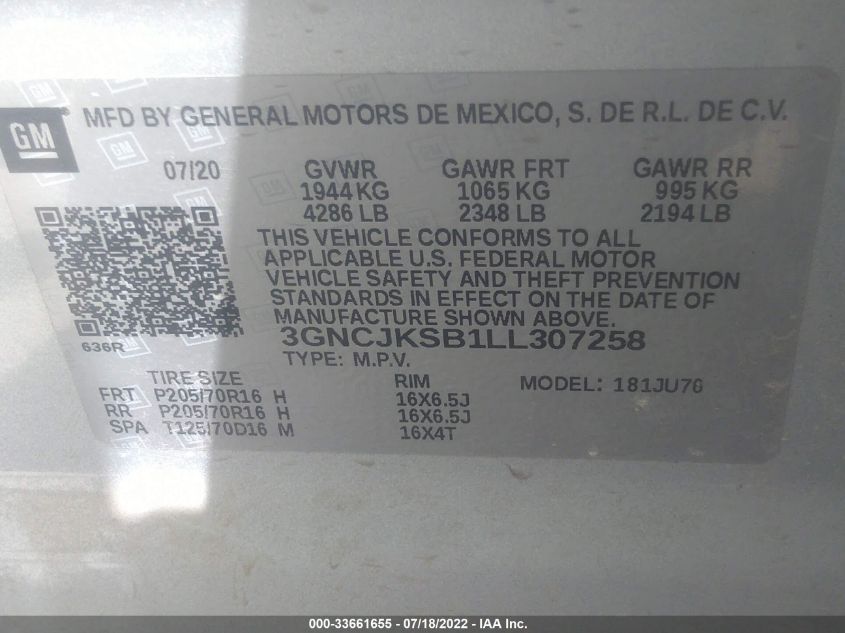 GM
MFD BY GENERAL MOTORS DE MEXICO, S. DE R.L. DE C.V.
07/20 GVWR GAWR FRT GAWR RR
1944 KG 1065 KG 995 KG
4286 LB 2348 LB 2194 LB
THIS VEHICLE CONFORMS TO ALL
APPLICABLE U.S. FEDERAL MOTOR
VEHICLE SAFETY AND THEFT PREVENTION
STANDARDS IN EFFECT ON THE DATE OF
MANUFACTURE SHOWN ABOVE.
636R
3GNCJKSB1LL307258
TYPE: M.P.V.
TIRE SIZE RIM MODEL: 181JU76
FRT P205/70R16 H 16X6.5J
RR P205/70R16 H 16X6.5J
SPA T125/70D16 M 16X4T
000-33661655 - 07/18/2022 - IAA Inc.